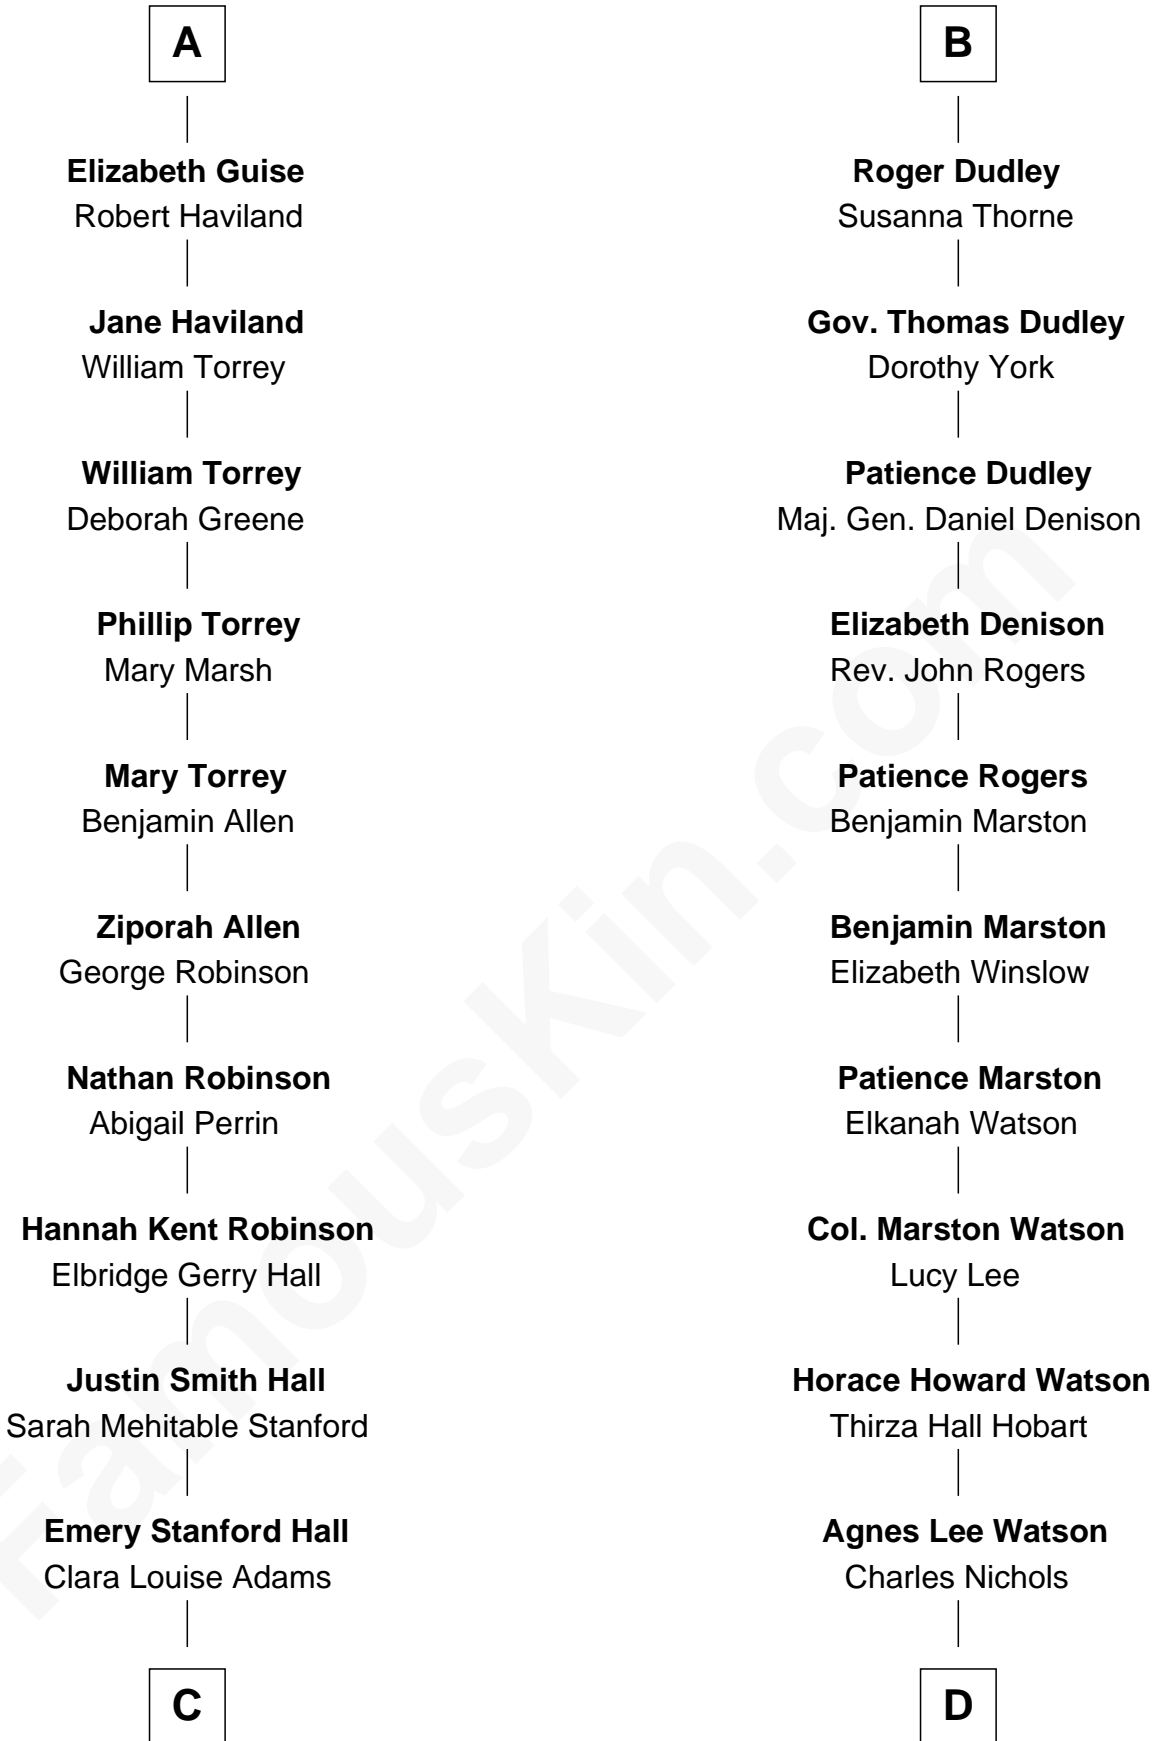 A
Elizabeth Guise
Robert Haviland
Jane Haviland
William Torrey
William Torrey
Deborah Greene
Phillip Torrey
Mary Marsh
Mary Torrey
Benjamin Allen
Ziporah Allen
George Robinson
Nathan Robinson
Abigail Perrin
Hannah Kent Robinson
Elbridge Gerry Hall
Justin Smith Hall
Sarah Mehitable Stanford
Emery Stanford Hall
Clara Louise Adams
C
B
Roger Dudley
Susanna Thorne
Gov. Thomas Dudley
Dorothy York
Patience Dudley
Maj. Gen. Daniel Denison
Elizabeth Denison
Rev. John Rogers
Patience Rogers
Benjamin Marston
Benjamin Marston
Elizabeth Winslow
Patience Marston
Elkanah Watson
Col. Marston Watson
Lucy Lee
Horace Howard Watson
Thirza Hall Hobart
Agnes Lee Watson
Charles Nichols
D
FamousKin.com